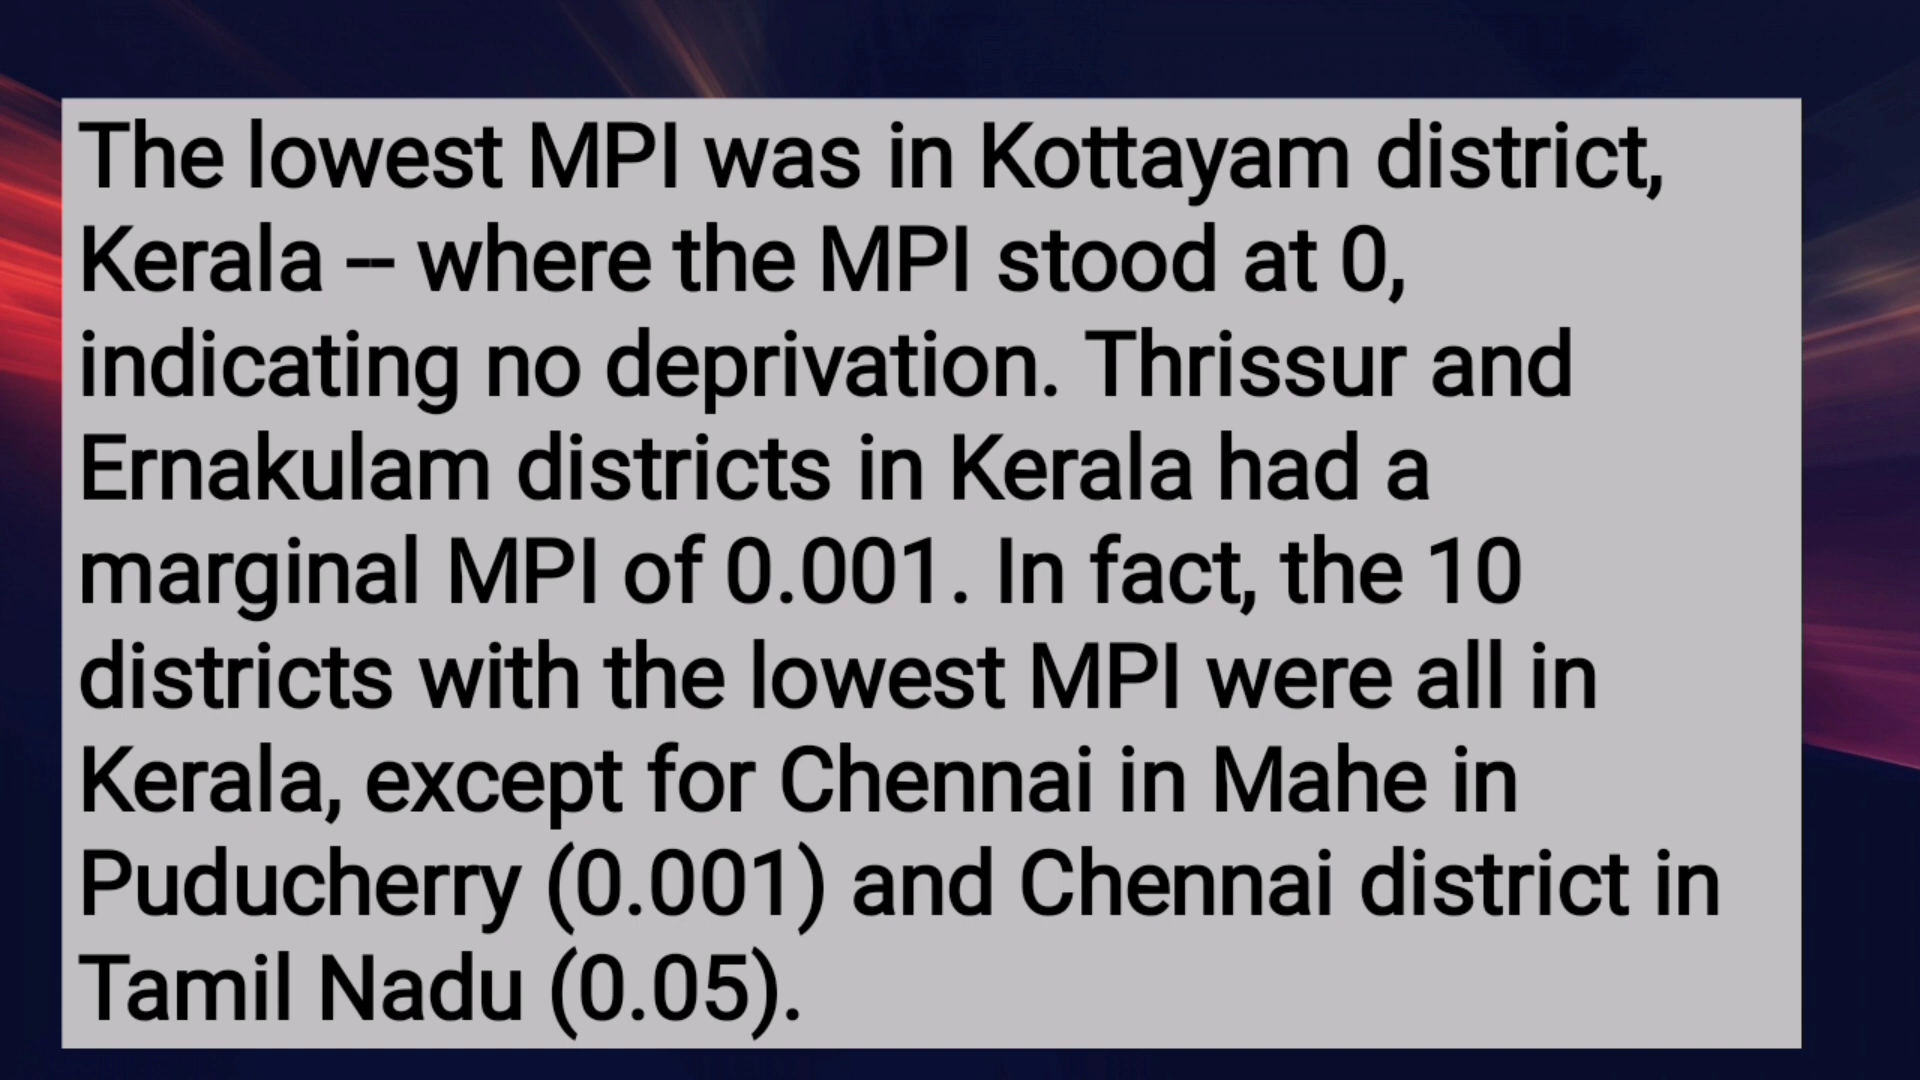 The lowest MPI was in Kottayam district,
Kerala -- where the MPI stood at 0,
indicating no deprivation. Thrissur and
Ernakulam districts in Kerala had a
marginal MPI of 0.001. In fact, the 10
districts with the lowest MPI were all in
Kerala, except for Chennai in Mahe in
Puducherry (0.001) and Chennai district in
Tamil Nadu (0.05).